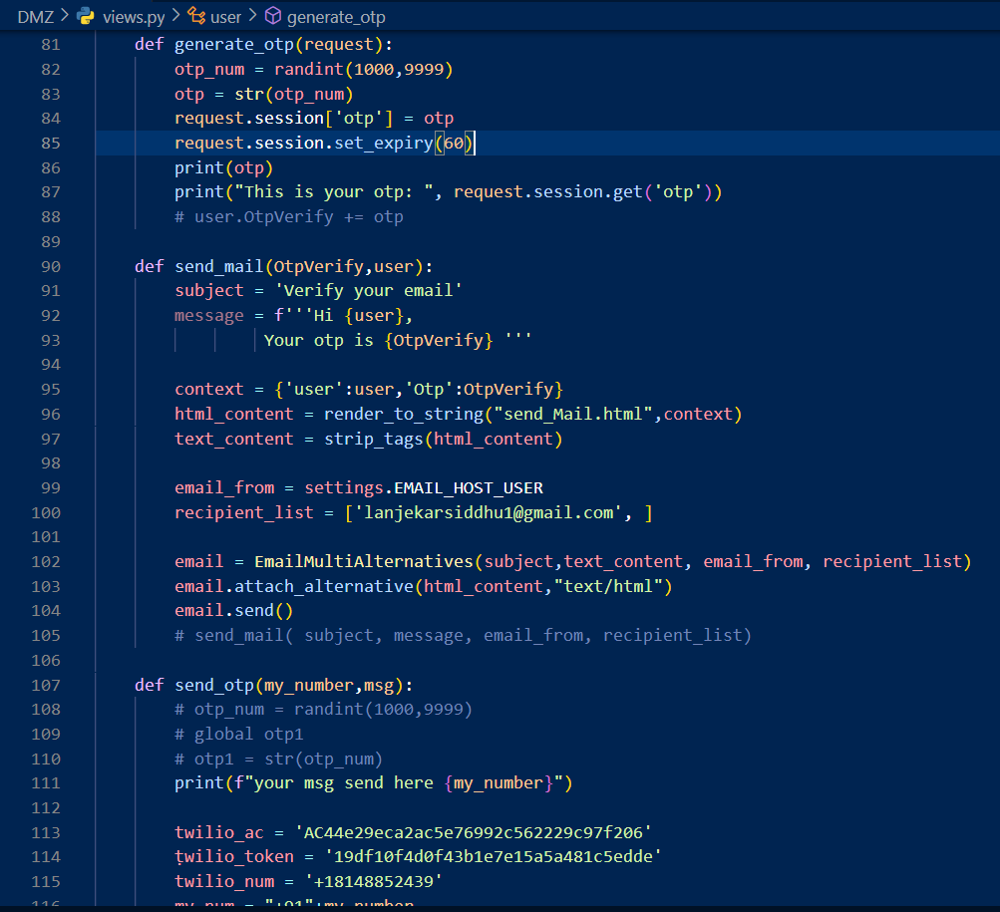 DMZ > views.py > user > generate_otp
81 def generate_otp(request):
82 otp_num = randint(1000,9999)
83 otp = str(otp_num)
84 request.session['otp'] = otp
85 request.session.set_expiry(60)
86 print(otp)
87 print("This is your otp: ", request.session.get('otp'))
88 # user.OtpVerify += otp
89
90 def send_mail(OtpVerify,user):
91 subject = 'Verify your email'
92 message = f'''Hi {user},
93 Your otp is {OtpVerify} '''
94
95 context = {'user':user,'Otp':OtpVerify}
96 html_content = render_to_string("send_Mail.html",context)
97 text_content = strip_tags(html_content)
98
99 email_from = settings.EMAIL_HOST_USER
100 recipient_list = ['lanjekarsiddhu1@gmail.com', ]
101
102 email = EmailMultiAlternatives(subject,text_content, email_from, recipient_list)
103 email.attach_alternative(html_content,"text/html")
104 email.send()
105 # send_mail( subject, message, email_from, recipient_list)
106
107 def send_otp(my_number,msg):
108 # otp_num = randint(1000,9999)
109 # global otp1
110 # otp1 = str(otp_num)
111 print(f"your msg send here {my_number}")
112
113 twilio_ac = 'AC44e29eca2ac5e76992c562229c97f206'
114 twilio_token = '19df10f4d0f43b1e7e15a5a481c5edde'
115 twilio_num = '+18148852439'
116 my_num = "+91"+my_number